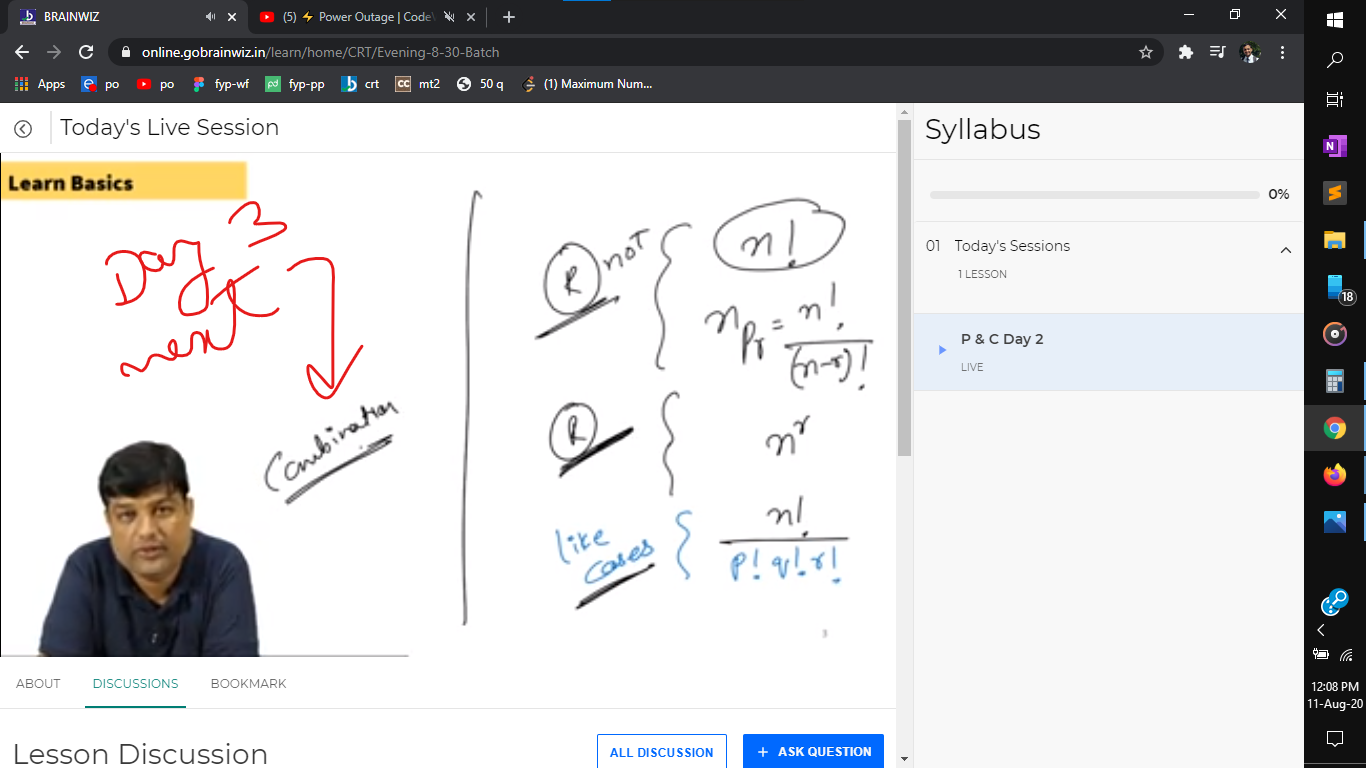 BRAINWIZ
(5) ⚡ Power Outage | Code
online.gobrainwiz.in/learn/home/CRT/Evening-8-30-Batch
Apps po po fyp-wf fyp-pp crt mt2 50 q (1) Maximum Num...
Today's Live Session
Learn Basics
Day 3
next
Combination
R not
n!
nPr = n! / (n-r)!
R
n^r
like
cases
n! / p! q! r!
3
ABOUT DISCUSSIONS BOOKMARK
Lesson Discussion
ALL DISCUSSION
+ ASK QUESTION
Syllabus
0%
01 Today's Sessions
1 LESSON
P & C Day 2
LIVE
18
12:08 PM
11-Aug-20